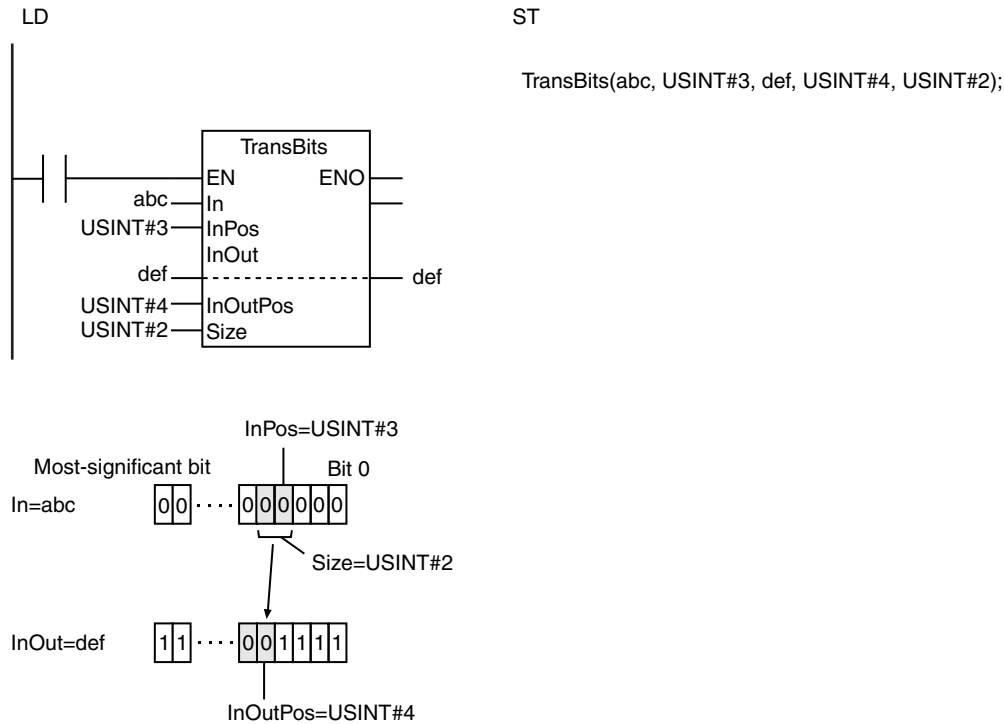 LD
ST
TransBits(abc, USINT#3, def, USINT#4, USINT#2);
TransBits
EN ENO
abc In
USINT#3 InPos
InOut
def def
USINT#4 InOutPos
USINT#2 Size
InPos=USINT#3
Most-significant bit Bit 0
In=abc 0 0 · · · · 0 0 0 0 0 0
Size=USINT#2
InOut=def 1 1 · · · · 0 0 1 1 1 1
InOutPos=USINT#4